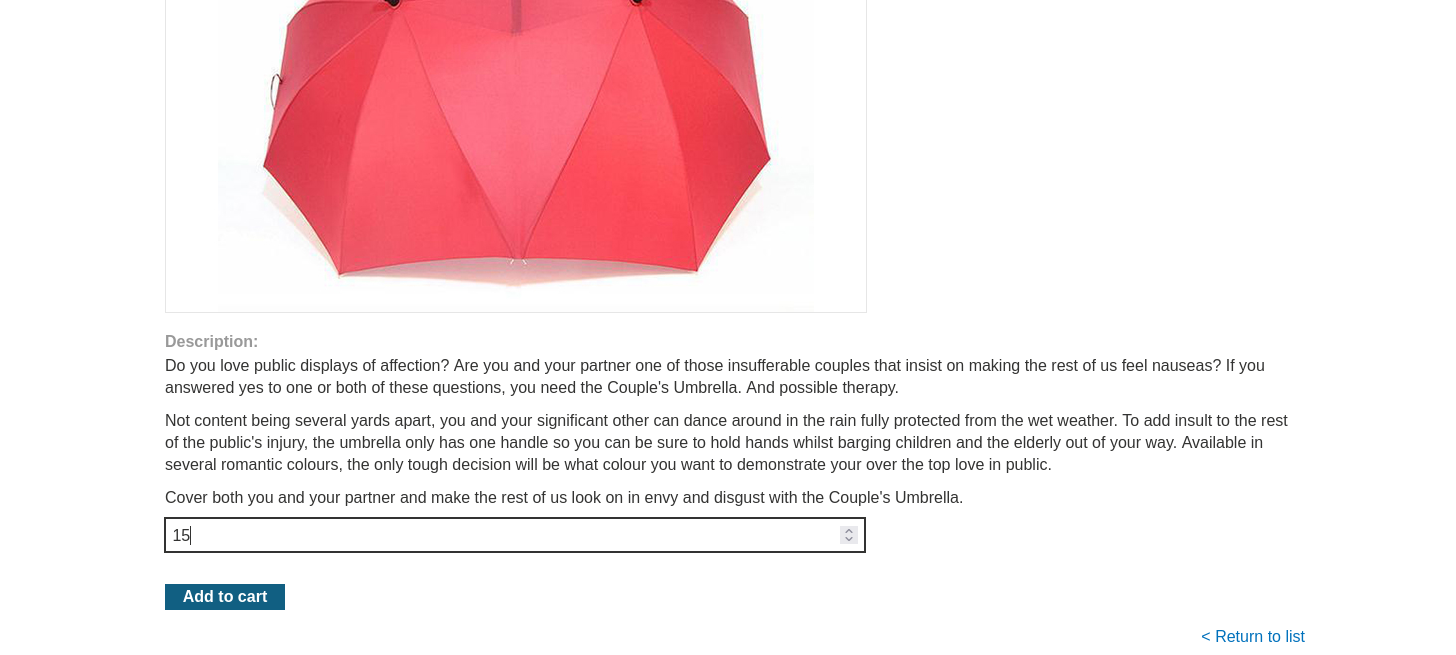 Description:
Do you love public displays of affection? Are you and your partner one of those insufferable couples that insist on making the rest of us feel nauseas? If you
answered yes to one or both of these questions, you need the Couple's Umbrella. And possible therapy.
Not content being several yards apart, you and your significant other can dance around in the rain fully protected from the wet weather. To add insult to the rest
of the public's injury, the umbrella only has one handle so you can be sure to hold hands whilst barging children and the elderly out of your way. Available in
several romantic colours, the only tough decision will be what colour you want to demonstrate your over the top love in public.
Cover both you and your partner and make the rest of us look on in envy and disgust with the Couple's Umbrella.
15
Add to cart
< Return to list